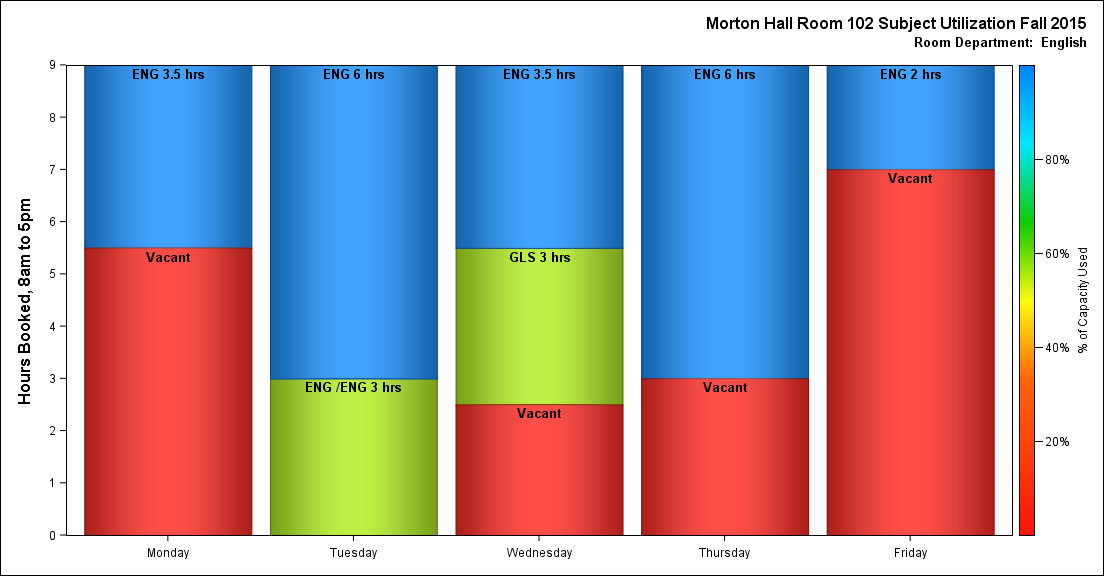 Morton Hall Room 102 Subject Utilization Fall 2015
Room Department:  English
Hours Booked, 8am to 5pm
9
8
7
6
5
4
3
2
1
0
ENG 3.5 hrs
Vacant
ENG 6 hrs
ENG /ENG 3 hrs
ENG 3.5 hrs
GLS 3 hrs
Vacant
ENG 6 hrs
Vacant
ENG 2 hrs
Vacant
Monday
Tuesday
Wednesday
Thursday
Friday
80%
60%
40%
20%
% of Capacity Used